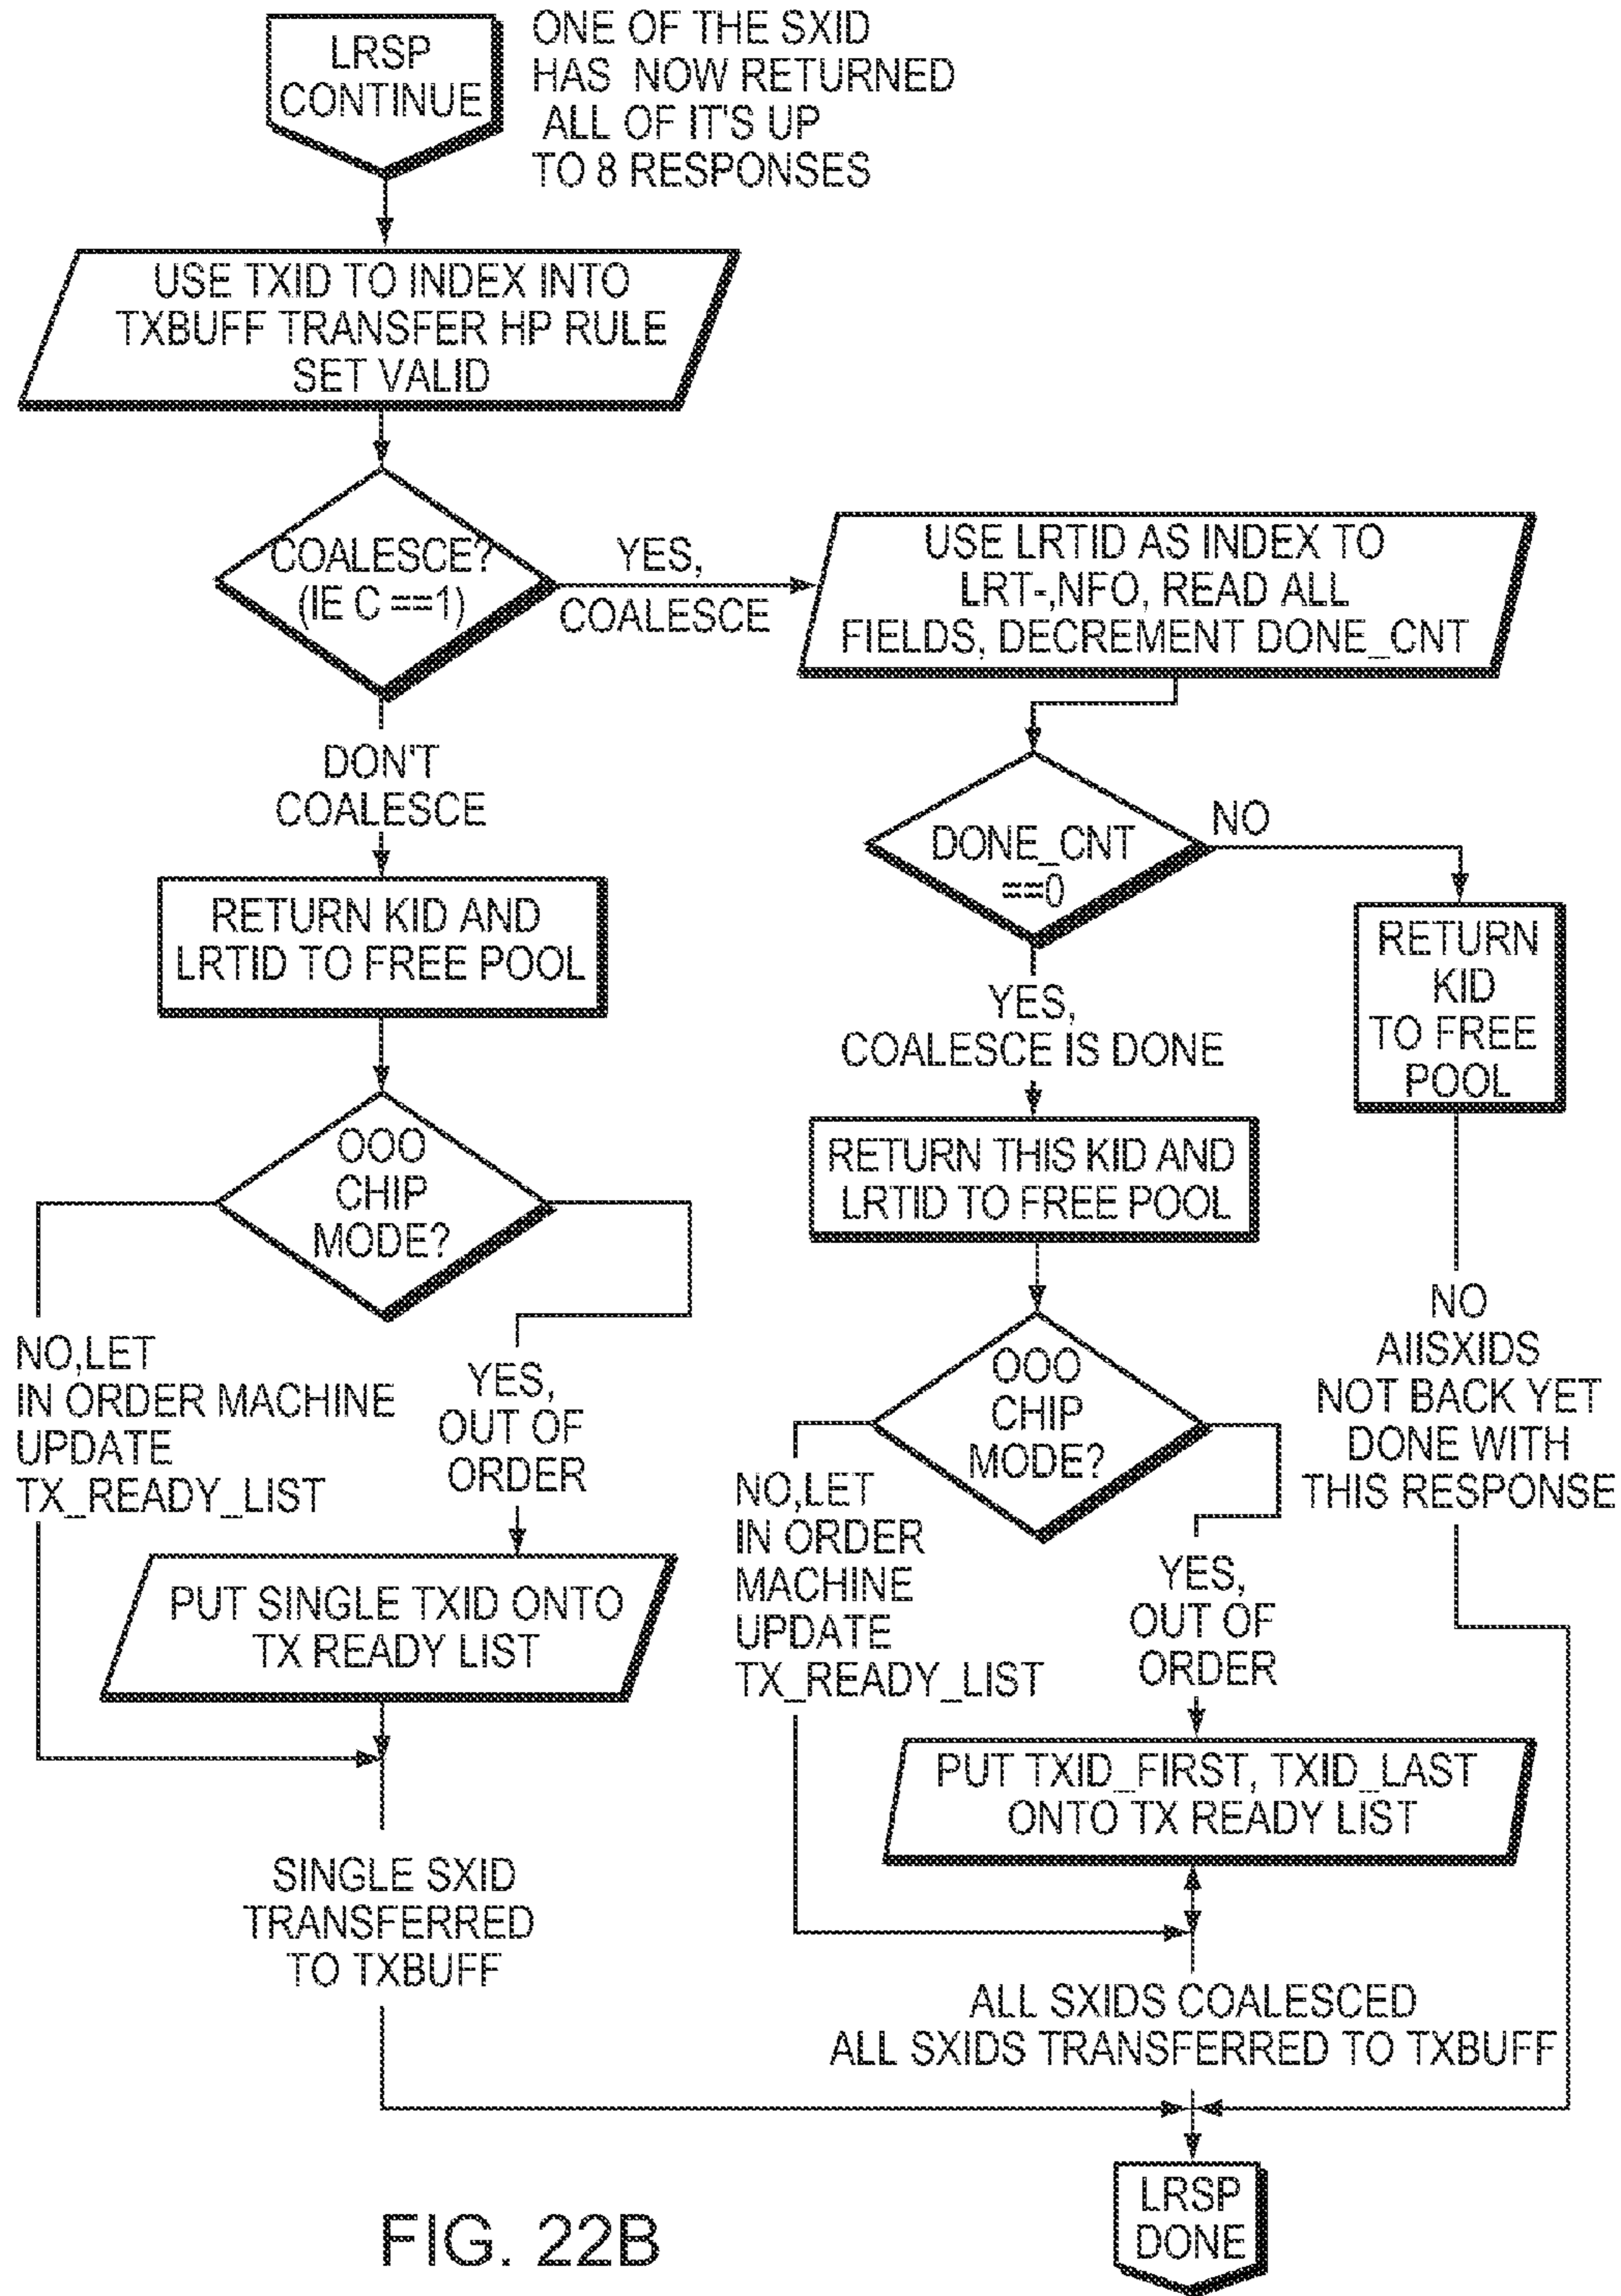 LRSP
CONTINUE
ONE OF THE SXID
HAS NOW RETURNED
ALL OF IT'S UP
TO 8 RESPONSES
USE TXID TO INDEX INTO
TXBUFF TRANSFER HP RULE
SET VALID
COALESCE?
(IE C ==1)
YES,
COALESCE
USE LRTID AS INDEX TO
LRT-,NFO, READ ALL
FIELDS, DECREMENT DONE_CNT
DON'T
COALESCE
DONE_CNT
==0
NO
RETURN KID AND
LRTID TO FREE POOL
RETURN
KID
TO FREE
POOL
YES,
COALESCE IS DONE
OOO
CHIP
MODE?
RETURN THIS KID AND
LRTID TO FREE POOL
NO,LET
IN ORDER MACHINE
UPDATE
TX_READY_LIST
YES,
OUT OF
ORDER
OOO
CHIP
MODE?
NO
AIISXIDS
NOT BACK YET
DONE WITH
THIS RESPONSE
NO,LET
IN ORDER
MACHINE
UPDATE
TX_READY_LIST
YES,
OUT OF
ORDER
PUT SINGLE TXID ONTO
TX READY LIST
PUT TXID_FIRST, TXID_LAST
ONTO TX READY LIST
SINGLE SXID
TRANSFERRED
TO TXBUFF
ALL SXIDS COALESCED
ALL SXIDS TRANSFERRED TO TXBUFF
LRSP
DONE
FIG. 22B